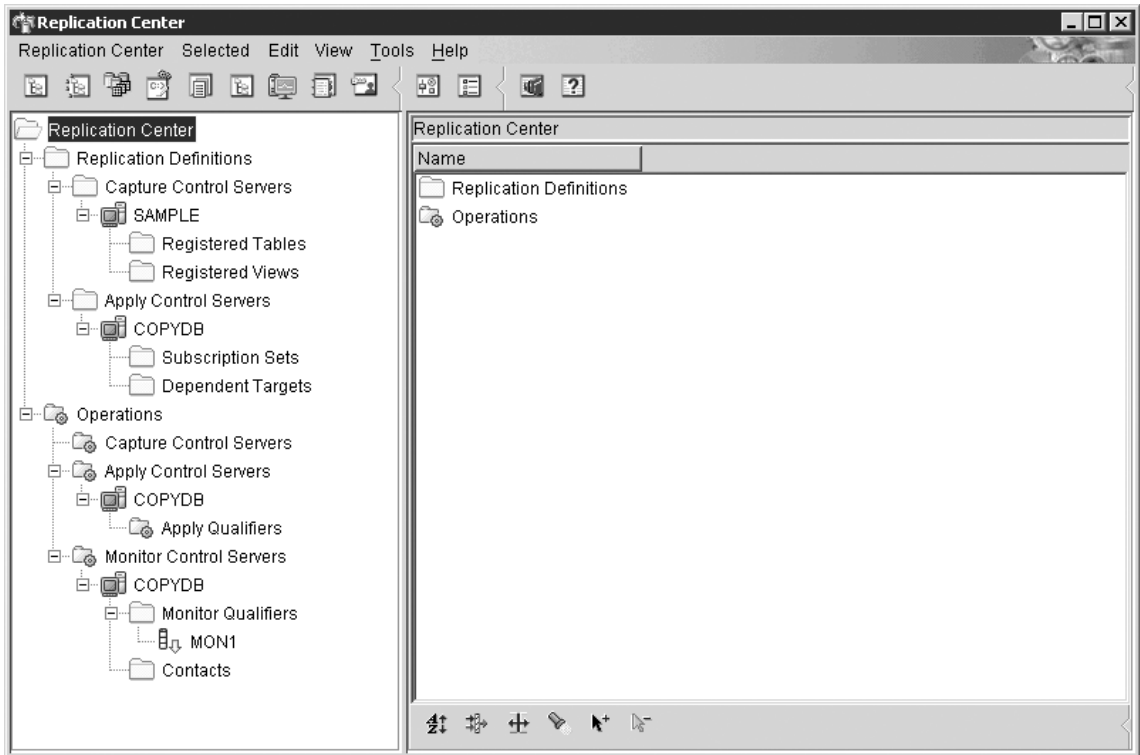 Replication Center
Replication Center Selected Edit View Tools Help
Replication Center
Replication Definitions
Capture Control Servers
SAMPLE
Registered Tables
Registered Views
Apply Control Servers
COPYDB
Subscription Sets
Dependent Targets
Operations
Capture Control Servers
Apply Control Servers
COPYDB
Apply Qualifiers
Monitor Control Servers
COPYDB
Monitor Qualifiers
MON1
Contacts
Replication Center
Name
Replication Definitions
Operations